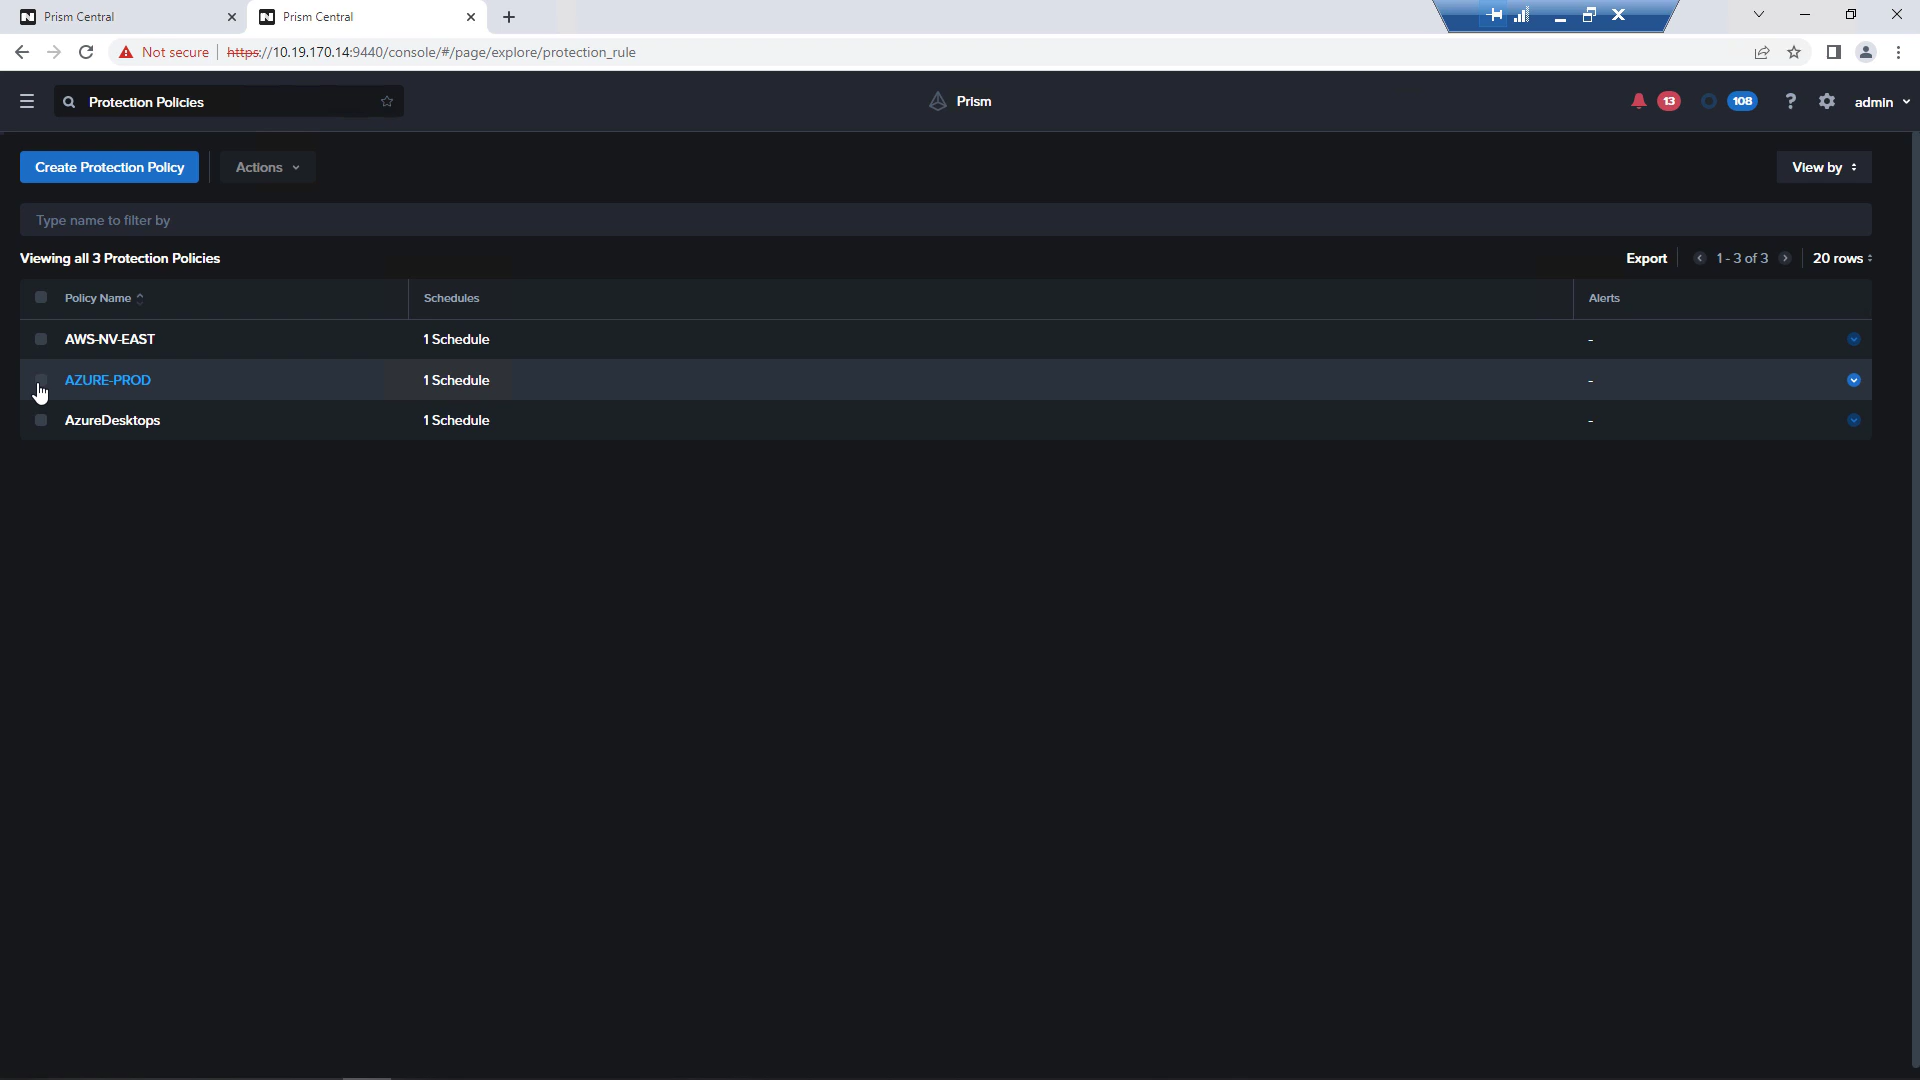 Prism Central
Prism Central
Not secure https://10.19.170.14:9440/console/#/page/explore/protection_rule
Protection Policies
Prism
13
108
?
admin
Create Protection Policy
Actions
View by
Type name to filter by
Viewing all 3 Protection Policies
Export
1 - 3 of 3
20 rows
Policy Name Schedules Alerts
AWS-NV-EAST 1 Schedule -
AZURE-PROD 1 Schedule -
AzureDesktops 1 Schedule -